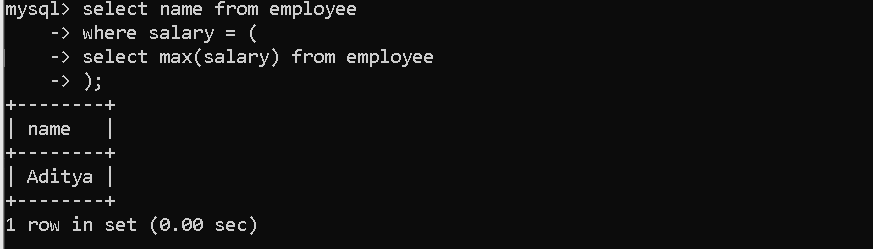 mysql> select name from employee
    -> where salary = (
    -> select max(salary) from employee
    -> );
+--------+
| name   |
+--------+
| Aditya |
+--------+
1 row in set (0.00 sec)